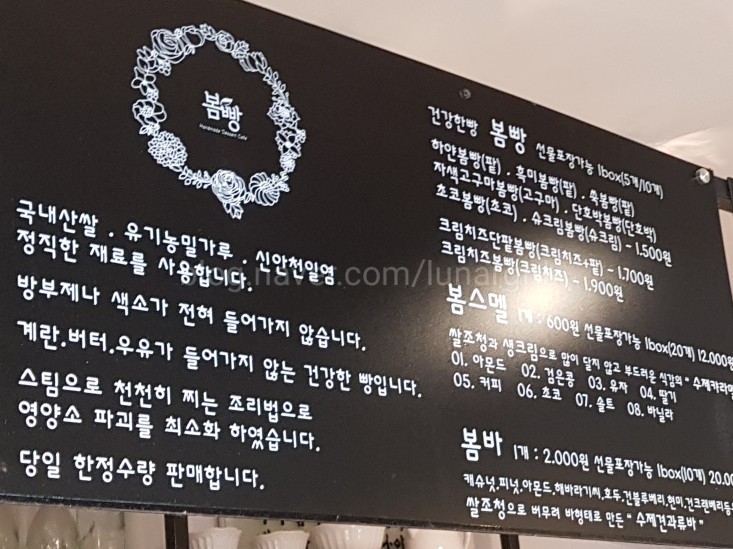 봄빵
Handmade Dessert Cafe
국내산쌀 . 유기농밀가루 . 신안천일염
정직한 재료를 사용합니다.
방부제나 색소가 전혀 들어가지 않습니다.
계란.버터.우유가 들어가지 않는 건강한 빵입니다.
스팀으로 천천히 찌는 조리법으로
영양소 파괴를 최소화 하였습니다.
당일 한정수량 판매합니다.
건강한빵 봄빵 선물포장가능 1box(5개/10개)
하얀봄빵(팥) . 흑미봄빵(팥) . 쑥봄빵(팥)
자색고구마봄빵(고구마) . 단호박봄빵(단호박)
초코봄빵(초코) . 슈크림봄빵(슈크림) - 1.500원
크림치즈단팥봄빵(크림치즈+팥) - 1.700원
크림치즈봄빵(크림치즈) - 1.900원
봄스멜 1개 : 600원 선물포장가능 1box(20개) 12.000원
쌀조청과 생크림으로 많이 달지 않고 부드러운 식감의 " 수제카라멜
01. 아몬드 02. 검은콩 03. 유자 04. 딸기
05. 커피 06. 초코 07. 솔트 08. 바닐라
봄바 1개 : 2.000원 선물포장가능 1box(10개) 20.00
캐슈넛.피넛.아몬드.해바라기씨.호두.건블루베리.현미.건크랜베리등
쌀조청으로 버무려 바형태로 만든 " 수제견과류바 "
blog.naver.com/lunar